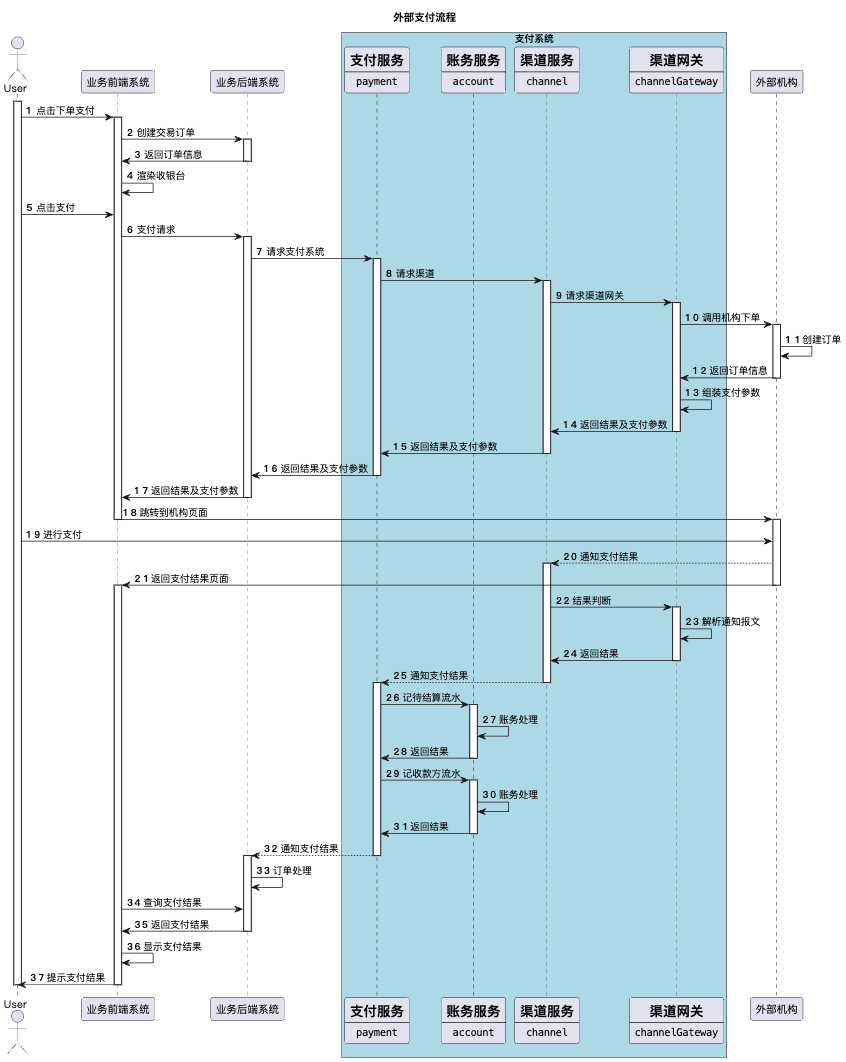 外部支付流程
支付系统
User
业务前端系统
业务后端系统
支付服务
payment
账务服务
account
渠道服务
channel
渠道网关
channelGateway
外部机构
1 点击下单支付
2 创建交易订单
3 返回订单信息
4 渲染收银台
5 点击支付
6 支付请求
7 请求支付系统
8 请求渠道
9 请求渠道网关
10 调用机构下单
11 创建订单
12 返回订单信息
13 组装支付参数
14 返回结果及支付参数
15 返回结果及支付参数
16 返回结果及支付参数
17 返回结果及支付参数
18 跳转到机构页面
19 进行支付
20 通知支付结果
21 返回支付结果页面
22 结果判断
23 解析通知报文
24 返回结果
25 通知支付结果
26 记待结算流水
27 账务处理
28 返回结果
29 记收款方流水
30 账务处理
31 返回结果
32 通知支付结果
33 订单处理
34 查询支付结果
35 返回支付结果
36 显示支付结果
37 提示支付结果
User
业务前端系统
业务后端系统
支付服务
payment
账务服务
account
渠道服务
channel
渠道网关
channelGateway
外部机构